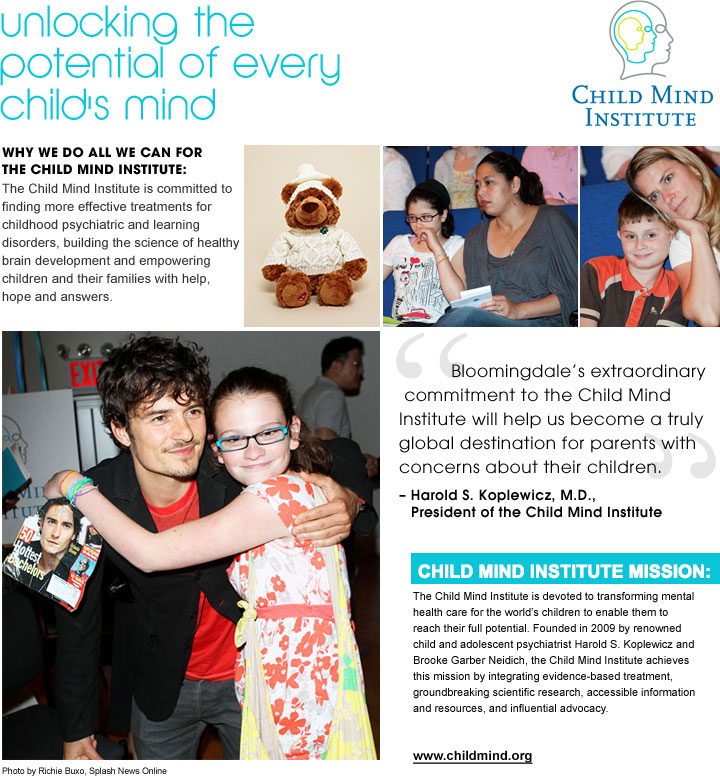 unlocking the
potential of every
child's mind
CHILD MIND
INSTITUTE
WHY WE DO ALL WE CAN FOR
THE CHILD MIND INSTITUTE:
The Child Mind Institute is committed to
finding more effective treatments for
childhood psychiatric and learning
disorders, building the science of healthy
brain development and empowering
children and their families with help,
hope and answers.
I
NEW YORK
EXIT
50
Hottest
Bachelors
“Bloomingdale’s extraordinary
commitment to the Child Mind
Institute will help us become a truly
global destination for parents with
concerns about their children.”
– Harold S. Koplewicz, M.D.,
President of the Child Mind Institute
CHILD MIND INSTITUTE MISSION:
The Child Mind Institute is devoted to transforming mental
health care for the world’s children to enable them to
reach their full potential. Founded in 2009 by renowned
child and adolescent psychiatrist Harold S. Koplewicz and
Brooke Garber Neidich, the Child Mind Institute achieves
this mission by integrating evidence-based treatment,
groundbreaking scientific research, accessible information
and resources, and influential advocacy.
www.childmind.org
Photo by Richie Buxo, Splash News Online